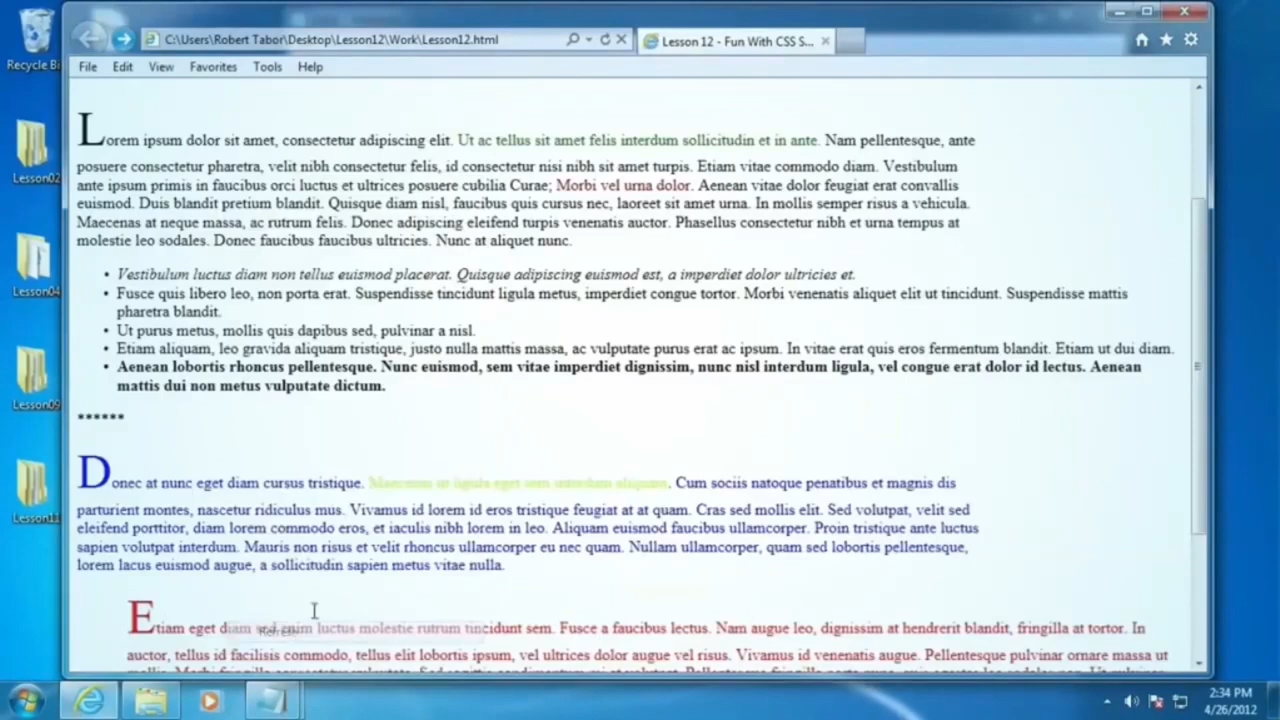 Recycle Bi
C:\Users\Robert Tabor\Desktop\Lesson12\Work\Lesson12.html
Lesson 12 - Fun With CSS S...
File Edit View Favorites Tools Help
Lorem ipsum dolor sit amet, consectetur adipiscing elit. Ut ac tellus sit amet felis interdum sollicitudin et in ante. Nam pellentesque, ante
posuere consectetur pharetra, velit nibh consectetur felis, id consectetur nisi nibh sit amet turpis. Etiam vitae commodo diam. Vestibulum
ante ipsum primis in faucibus orci luctus et ultrices posuere cubilia Curae; Morbi vel urna dolor. Aenean vitae dolor feugiat erat convallis
euismod. Duis blandit pretium blandit. Quisque diam nisl, faucibus quis cursus nec, laoreet sit amet urna. In mollis semper risus a vehicula.
Maecenas at neque massa, ac rutrum felis. Donec adipiscing eleifend turpis venenatis auctor. Phasellus consectetur nibh et urna tempus at
molestie leo sodales. Donec faucibus faucibus ultricies. Nunc at aliquet nunc.
• Vestibulum luctus diam non tellus euismod placerat. Quisque adipiscing euismod est, a imperdiet dolor ultricies et.
• Fusce quis libero leo, non porta erat. Suspendisse tincidunt ligula metus, imperdiet congue tortor. Morbi venenatis aliquet elit ut tincidunt. Suspendisse mattis
pharetra blandit.
• Ut purus metus, mollis quis dapibus sed, pulvinar a nisl.
• Etiam aliquam, leo gravida aliquam tristique, justo nulla mattis massa, ac vulputate purus erat ac ipsum. In vitae erat quis eros fermentum blandit. Etiam ut dui diam.
• Aenean lobortis rhoncus pellentesque. Nunc euismod, sem vitae imperdiet dignissim, nunc nisl interdum ligula, vel congue erat dolor id lectus. Aenean
mattis dui non metus vulputate dictum.
******
Donec at nunc eget diam cursus tristique. Maecenas ut ligula eget sem interdum aliquam. Cum sociis natoque penatibus et magnis dis
parturient montes, nascetur ridiculus mus. Vivamus id lorem id eros tristique feugiat at at quam. Cras sed mollis elit. Sed volutpat, velit sed
eleifend porttitor, diam lorem commodo eros, et iaculis nibh lorem in leo. Aliquam euismod faucibus ullamcorper. Proin tristique ante luctus
sapien volutpat interdum. Mauris non risus et velit rhoncus ullamcorper eu nec quam. Nullam ullamcorper, quam sed lobortis pellentesque,
lorem lacus euismod augue, a sollicitudin sapien metus vitae nulla.
Etiam eget diam sed enim luctus molestie rutrum tincidunt sem. Fusce a faucibus lectus. Nam augue leo, dignissim at hendrerit blandit, fringilla at tortor. In
Refresh
auctor, tellus id facilisis commodo, tellus elit lobortis ipsum, vel ultrices dolor augue vel risus. Vivamus id venenatis augue. Pellentesque pulvinar ornare massa ut
Lesson02
Lesson04
Lesson09
Lesson11
2:34 PM
4/26/2012